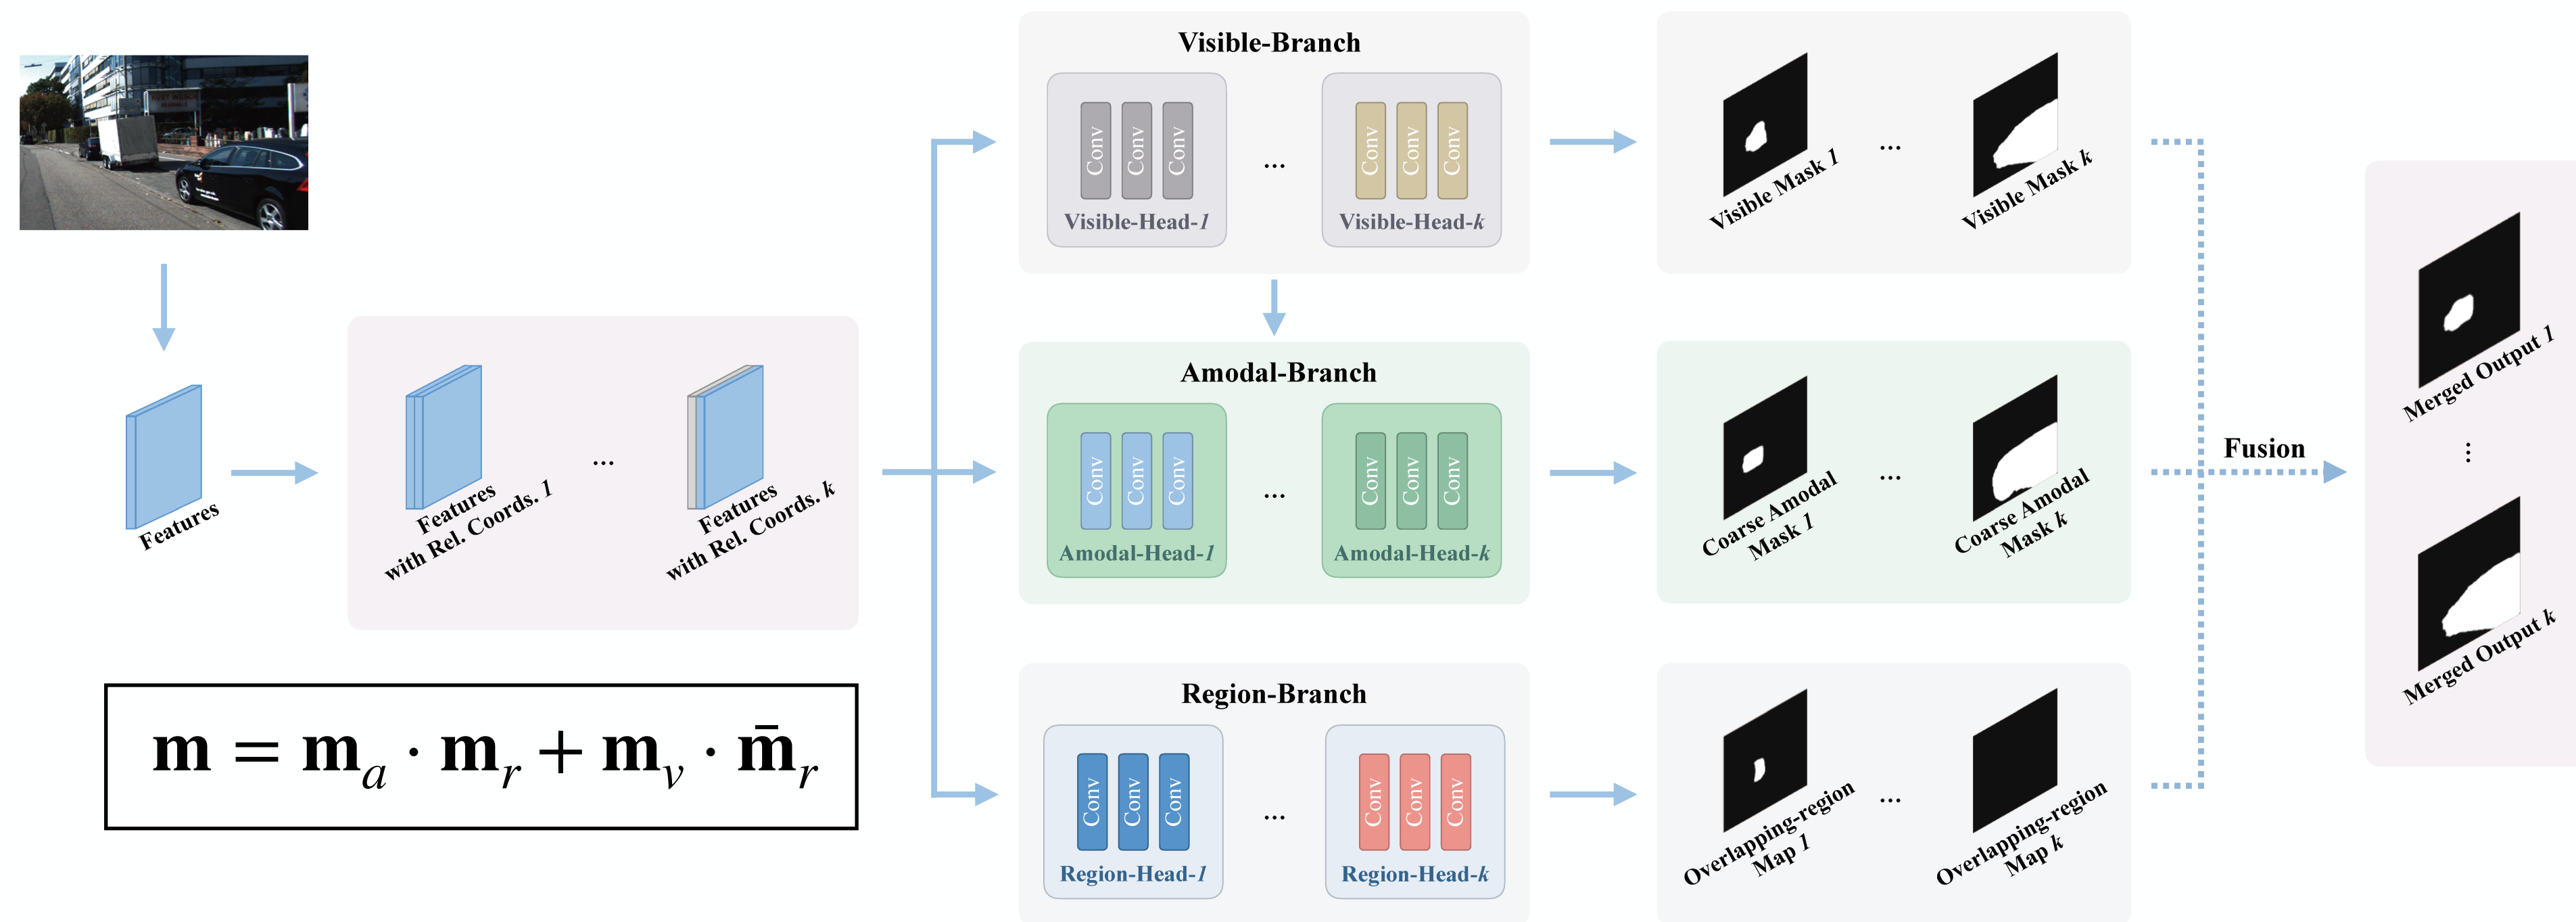 Features
Features
with Rel. Coords. 1
...
Features
with Rel. Coords. k
m = m_a · m_r + m_v · m̄_r
Visible-Branch
Conv Conv Conv
Visible-Head-1
...
Conv Conv Conv
Visible-Head-k
Amodal-Branch
Conv Conv Conv
Amodal-Head-1
...
Conv Conv Conv
Amodal-Head-k
Region-Branch
Conv Conv Conv
Region-Head-1
...
Conv Conv Conv
Region-Head-k
Visible Mask 1
...
Visible Mask k
Coarse Amodal
Mask 1
...
Coarse Amodal
Mask k
Overlapping-region
Map 1
...
Overlapping-region
Map k
Fusion
Merged Output 1
...
Merged Output k